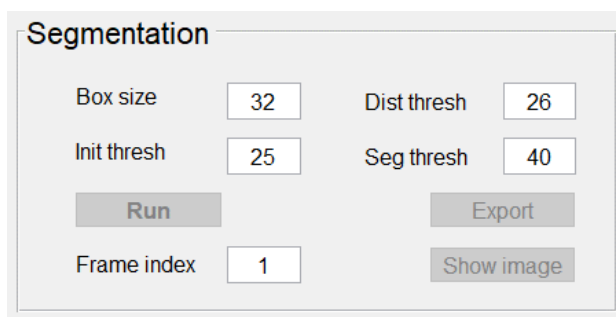 Segmentation
Box size 32 Dist thresh 26
Init thresh 25 Seg thresh 40
Run Export
Frame index 1 Show image